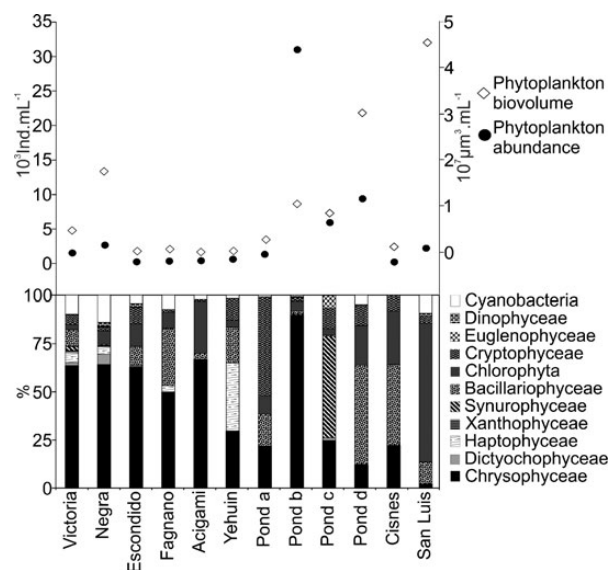 35
30
25
20
15
10
5
0
10³Ind.mL⁻¹
5
4
3
2
1
0
10⁷µm³.mL⁻¹
Phytoplankton
biovolume
Phytoplankton
abundance
100
75
50
25
0
%
Cyanobacteria
Dinophyceae
Euglenophyceae
Cryptophyceae
Chlorophyta
Bacillariophyceae
Synurophyceae
Xanthophyceae
Haptophyceae
Dictyochophyceae
Chrysophyceae
Victoria
Negra
Escondido
Fagnano
Acigami
Yehuin
Pond a
Pond b
Pond c
Pond d
Cisnes
San Luis